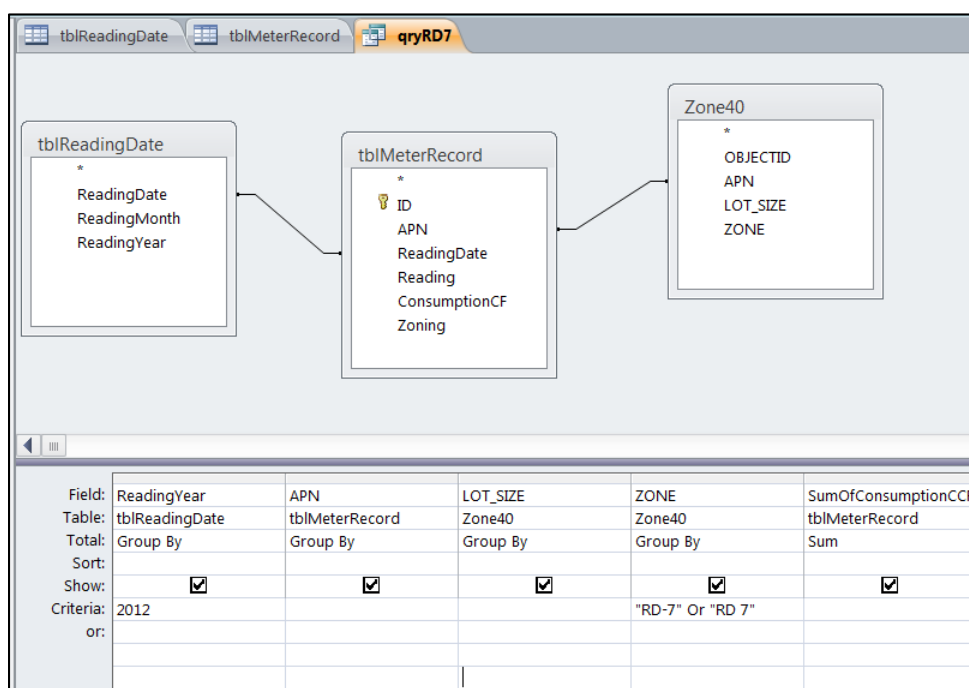 tblReadingDate tblMeterRecord qryRD7
tblReadingDate
*
ReadingDate
ReadingMonth
ReadingYear
tblMeterRecord
*
ID
APN
ReadingDate
Reading
ConsumptionCF
Zoning
Zone40
*
OBJECTID
APN
LOT_SIZE
ZONE
Field: ReadingYear APN LOT_SIZE ZONE SumOfConsumptionCCF
Table: tblReadingDate tblMeterRecord Zone40 Zone40 tblMeterRecord
Total: Group By Group By Group By Group By Sum
Sort:
Show:
Criteria: 2012 "RD-7" Or "RD 7"
or: